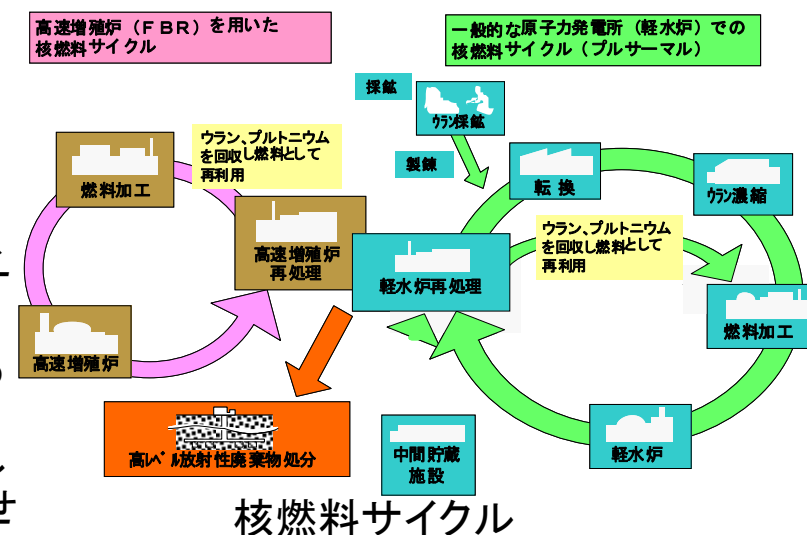 高速増殖炉（ＦＢＲ）を用いた
核燃料サイクル
一般的な原子力発電所（軽水炉）での
核燃料サイクル（プルサーマル）
採鉱
ウラン採鉱
製錬
燃料加工
ウラン、プルトニウム
を回収し燃料として
再利用
転換
ウラン濃縮
高速増殖炉
再処理
軽水炉再処理
ウラン、プルトニウム
を回収し燃料として
再利用
燃料加工
高速増殖炉
高レベル放射性廃棄物処分
中間貯蔵
施設
軽水炉
せ
核燃料サイクル